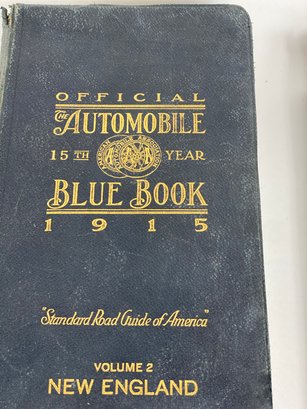 OFFICIAL
The AUTOMOBILE
15TH YEAR
BLUE BOOK
1915
"Standard Road Guide of America"
VOLUME 2
NEW ENGLAND